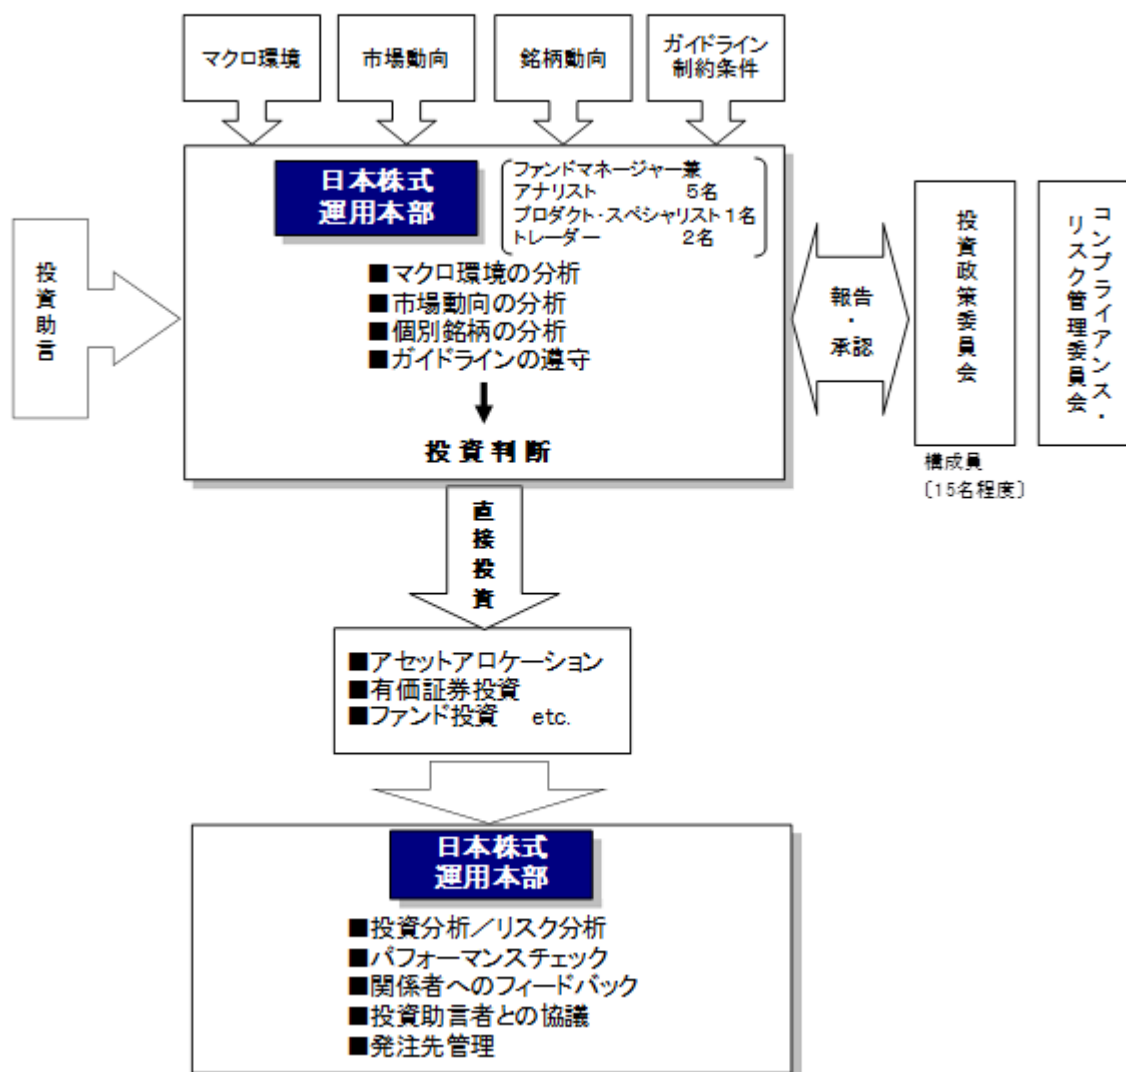 マクロ環境
市場動向
銘柄動向
ガイドライン
制約条件
日本株式
運用本部
ファンドマネージャー兼
アナリスト 5名
プロダクト・スペシャリスト1名
トレーダー 2名
■マクロ環境の分析
■市場動向の分析
■個別銘柄の分析
■ガイドラインの遵守
投資判断
投資助言
報告
・
承認
投資政策委員会
構成員
〔15名程度〕
コンプライアンス・
リスク管理委員会
直接投資
■アセットアロケーション
■有価証券投資
■ファンド投資 etc.
日本株式
運用本部
■投資分析／リスク分析
■パフォーマンスチェック
■関係者へのフィードバック
■投資助言者との協議
■発注先管理